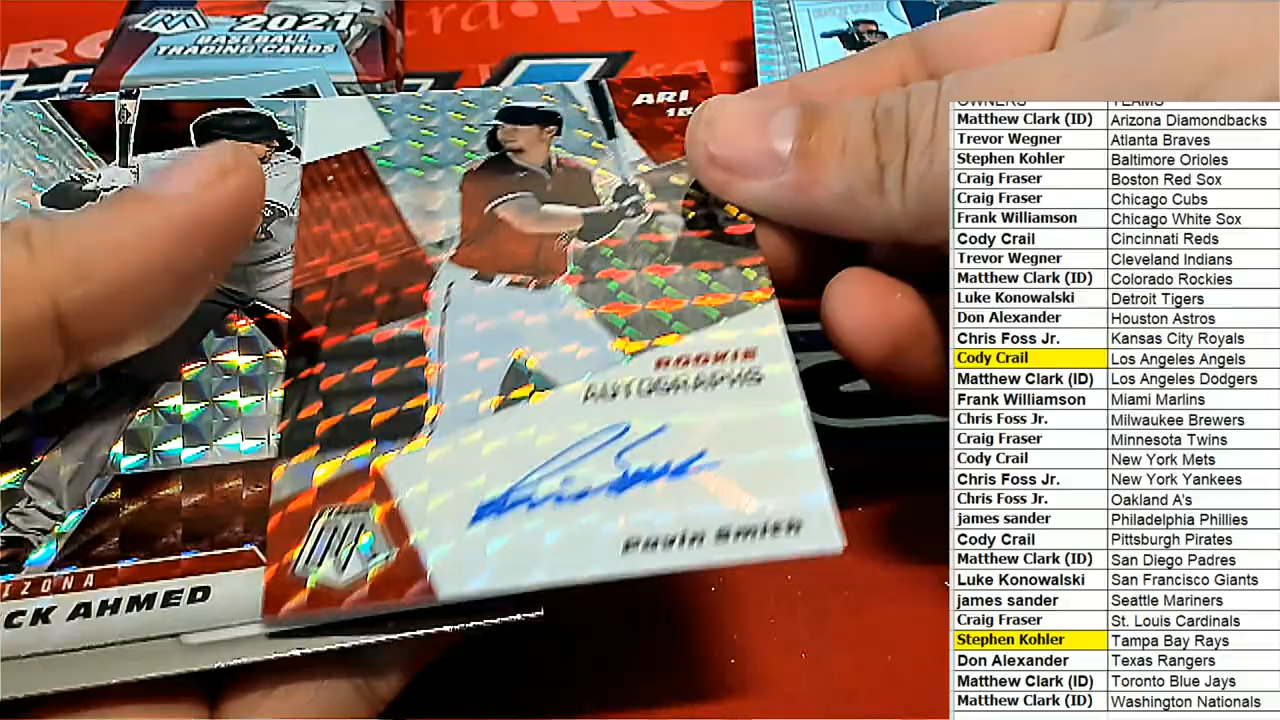 2021
BASEBALL
TRADING CARDS
ARI
1B
ROOKIE
AUTOGRAPHS
Pavin Smith
IZONA
CK AHMED
OWNERS TEAMS
Matthew Clark (ID) Arizona Diamondbacks
Trevor Wegner Atlanta Braves
Stephen Kohler Baltimore Orioles
Craig Fraser Boston Red Sox
Craig Fraser Chicago Cubs
Frank Williamson Chicago White Sox
Cody Crail Cincinnati Reds
Trevor Wegner Cleveland Indians
Matthew Clark (ID) Colorado Rockies
Luke Konowalski Detroit Tigers
Don Alexander Houston Astros
Chris Foss Jr. Kansas City Royals
Cody Crail Los Angeles Angels
Matthew Clark (ID) Los Angeles Dodgers
Frank Williamson Miami Marlins
Chris Foss Jr. Milwaukee Brewers
Craig Fraser Minnesota Twins
Cody Crail New York Mets
Chris Foss Jr. New York Yankees
Chris Foss Jr. Oakland A's
james sander Philadelphia Phillies
Cody Crail Pittsburgh Pirates
Matthew Clark (ID) San Diego Padres
Luke Konowalski San Francisco Giants
james sander Seattle Mariners
Craig Fraser St. Louis Cardinals
Stephen Kohler Tampa Bay Rays
Don Alexander Texas Rangers
Matthew Clark (ID) Toronto Blue Jays
Matthew Clark (ID) Washington Nationals